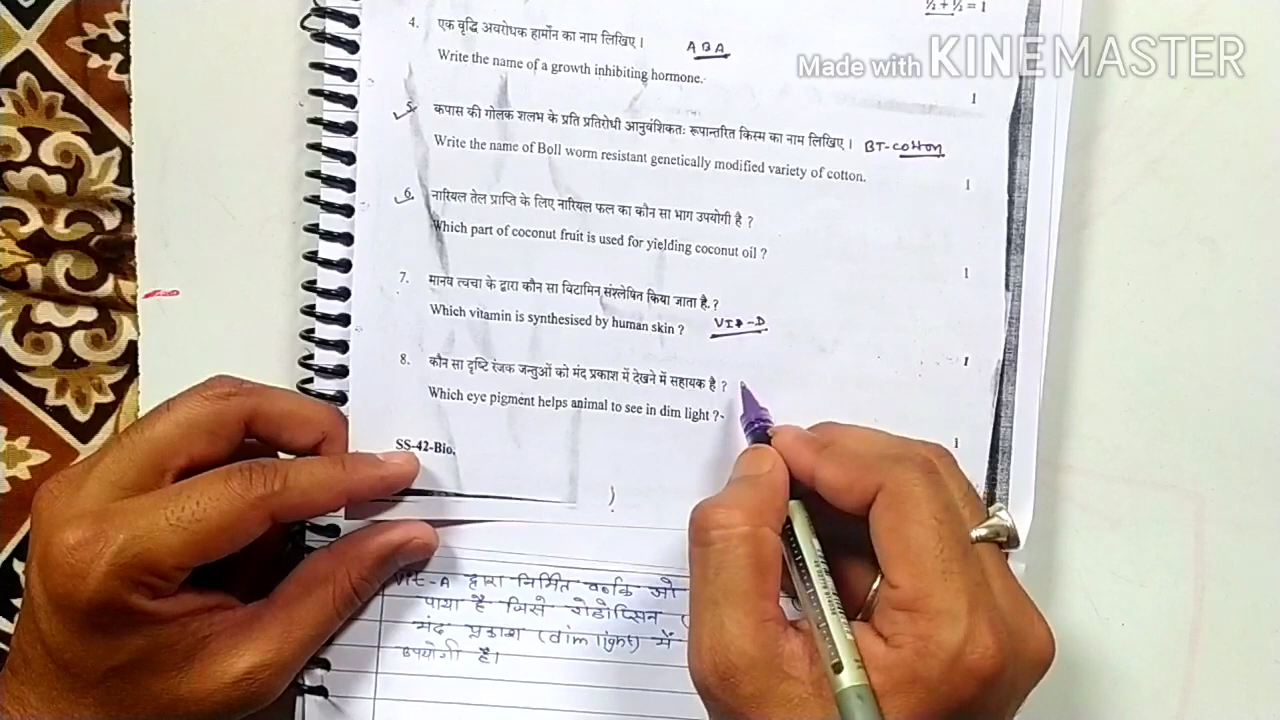 ½ + ½ = 1
4. एक वृद्धि अवरोधक हार्मोन का नाम लिखिए । ABA
Write the name of a growth inhibiting hormone.
1
Made with KINEMASTER
5. कपास की गोलक शलभ के प्रति प्रतिरोधी आनुवंशिकतः रूपान्तरित किस्म का नाम लिखिए । BT-cotton
Write the name of Boll worm resistant genetically modified variety of cotton.
1
6. नारियल तेल प्राप्ति के लिए नारियल फल का कौन सा भाग उपयोगी है ?
Which part of coconut fruit is used for yielding coconut oil ?
1
7. मानव त्वचा के द्वारा कौन सा विटामिन संश्लेषित किया जाता है ?
Which vitamin is synthesised by human skin ? VIt-D
1
8. कौन सा दृष्टि रंजक जन्तुओं को मंद प्रकाश में देखने में सहायक है ?
Which eye pigment helps animal to see in dim light ?
1
SS-42-Bio.
Vit-A द्वारा निर्मित वर्णक जो
पाया है जिसे रोडोप्सिन (
मंद प्रकाश (dim light) में
उपयोगी है।